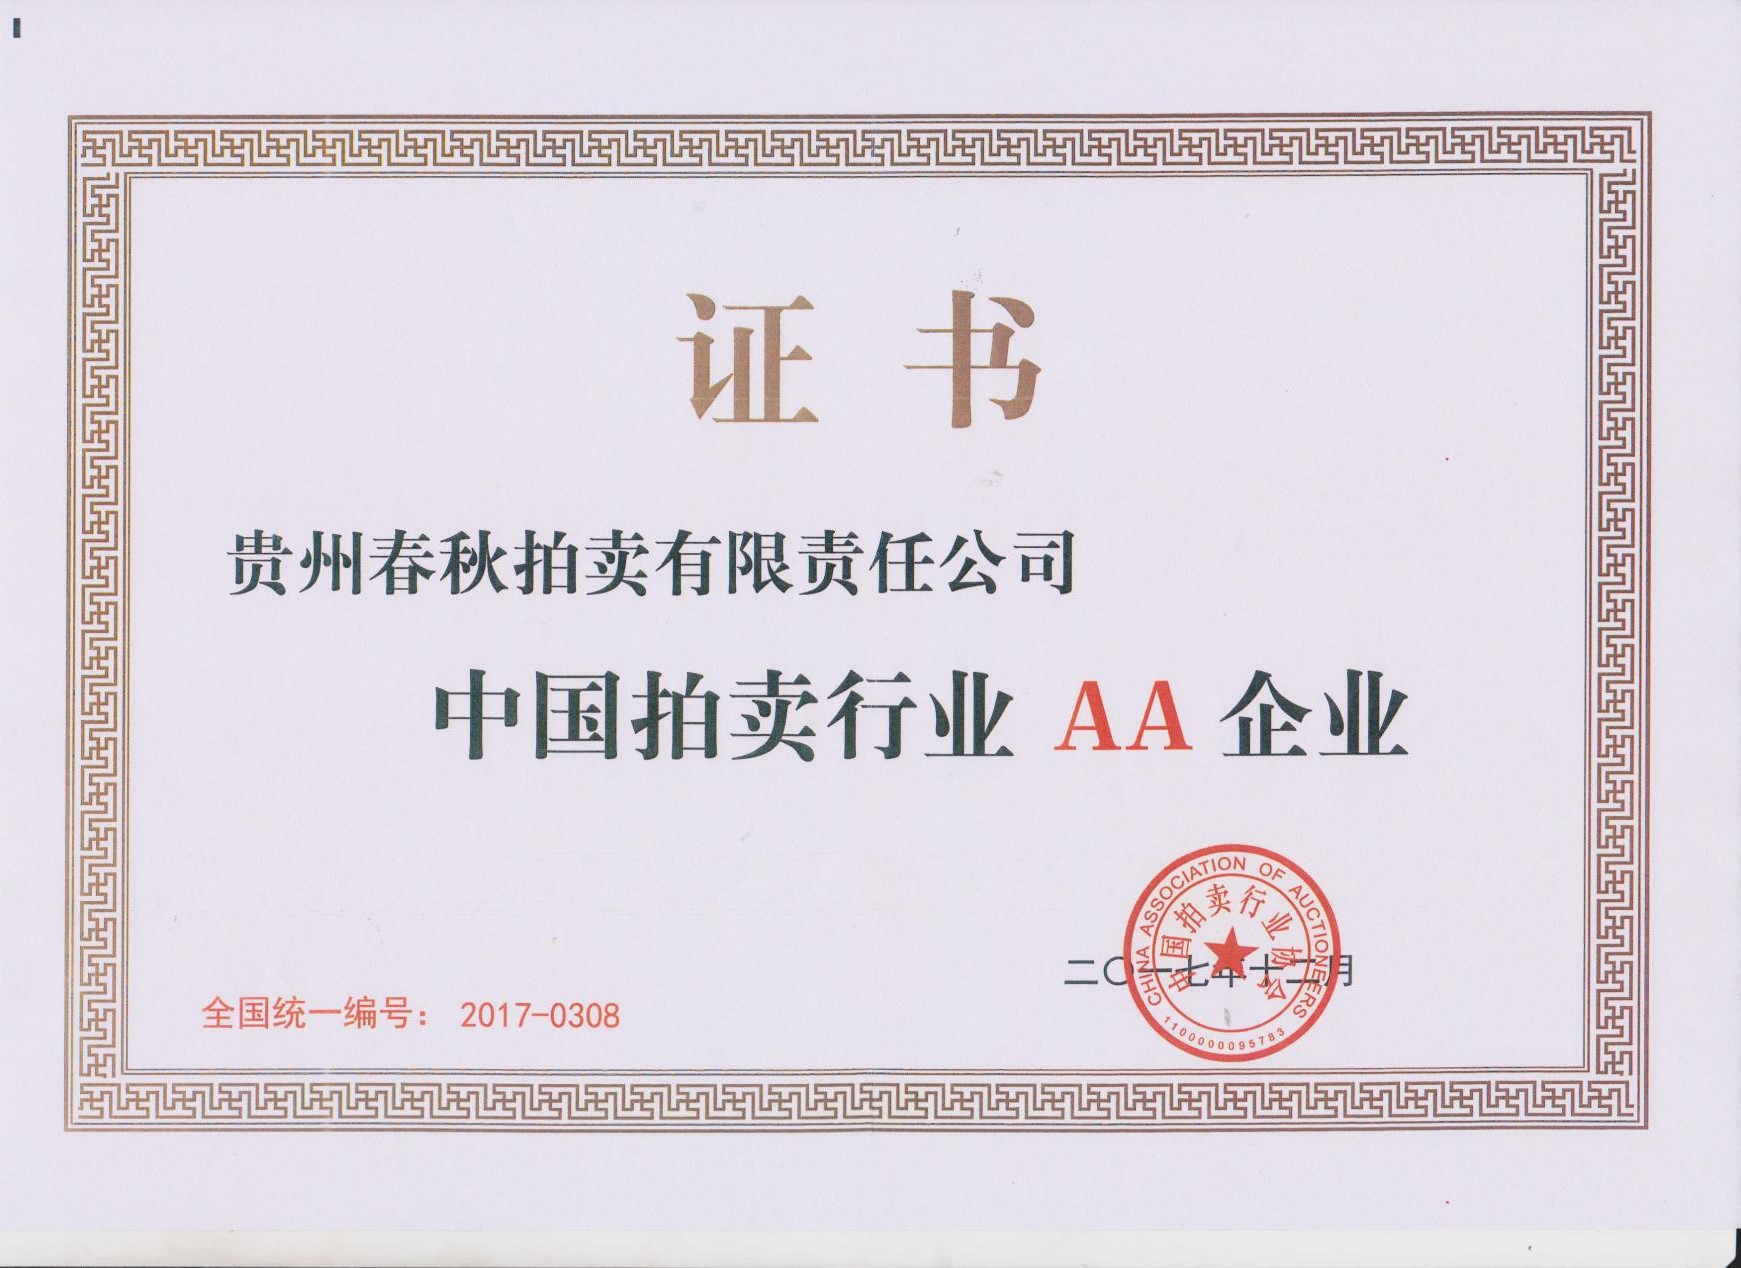 证书
贵州春秋拍卖有限责任公司
中国拍卖行业 AA 企业
CHINA ASSOCIATION OF AUCTIONEERS
中国拍卖行业协会
二〇一七年十二月
1100000095783
全国统一编号： 2017-0308